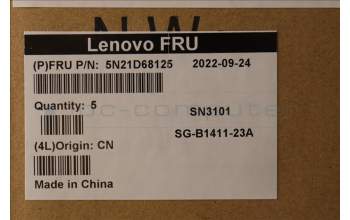 Lenovo FRU
(P)FRU P/N: 5N21D68125 2022-09-24
Quantity: 5
SN3101
SG-B1411-23A
(4L)Origin: CN
Made in China